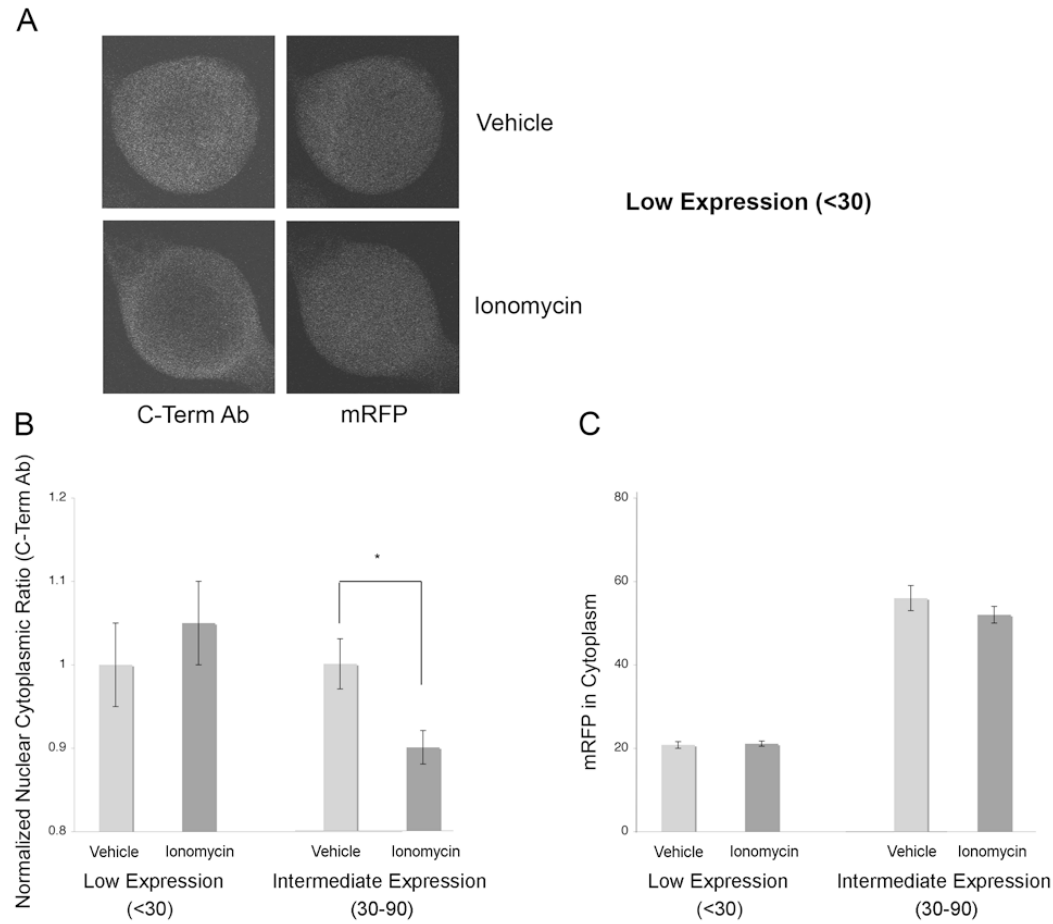 A
Vehicle
Low Expression (<30)
Ionomycin
C-Term Ab
mRFP
B
Normalized Nuclear Cytoplasmic Ratio (C-Term Ab)
1.2
1.1
1
0.9
0.8
*
Vehicle
Ionomycin
Vehicle
Ionomycin
Low Expression
(<30)
Intermediate Expression
(30-90)
C
mRFP in Cytoplasm
80
60
40
20
0
Vehicle
Ionomycin
Vehicle
Ionomycin
Low Expression
(<30)
Intermediate Expression
(30-90)